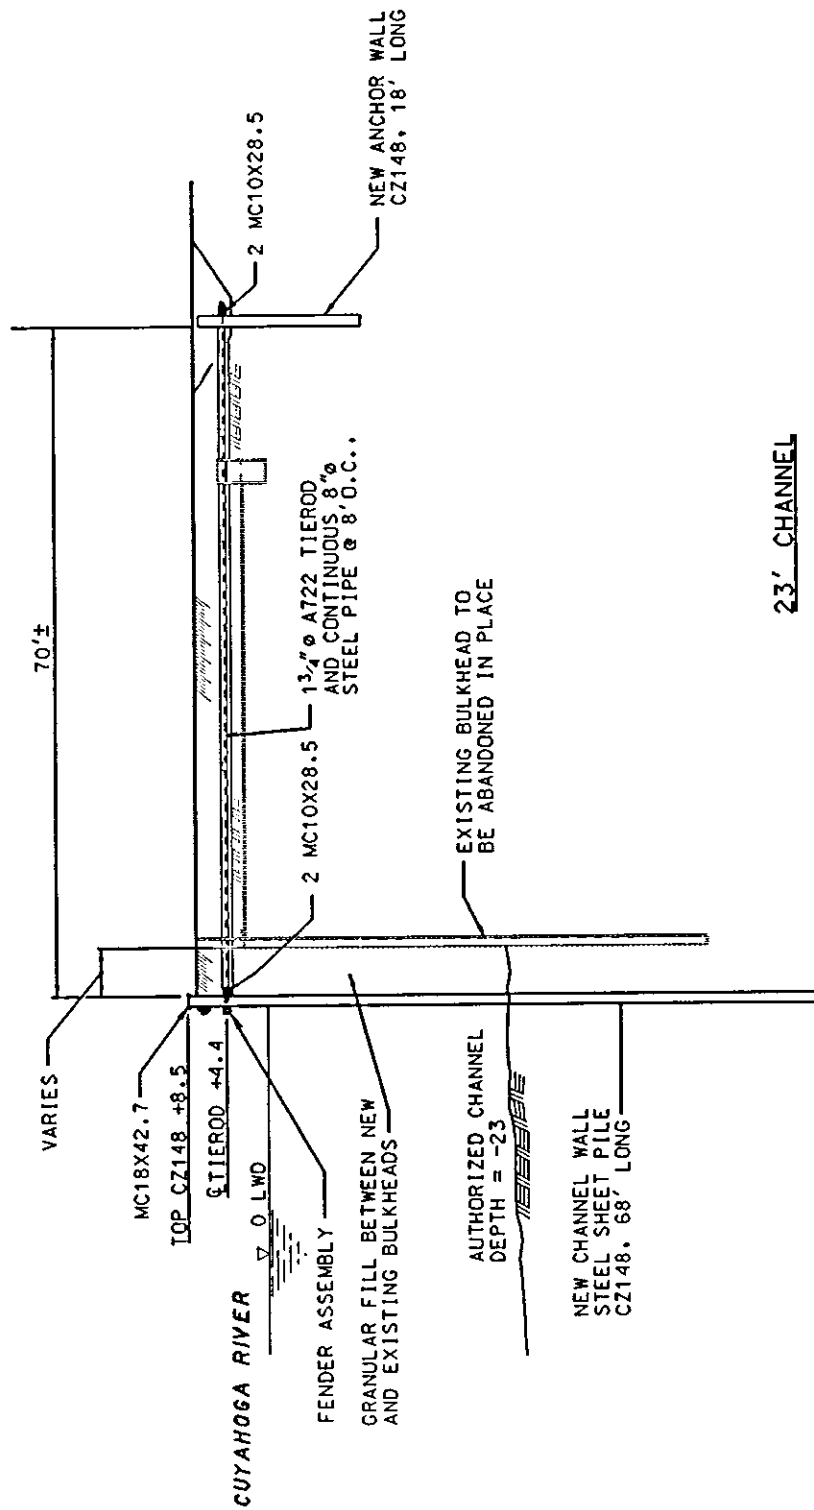 70'±
VARIES
MC18X42.7
TOP CZ148 +8.5
℄TIEROD +4.4
CUYAHOGA RIVER
0 LWD
FENDER ASSEMBLY
GRANULAR FILL BETWEEN NEW
AND EXISTING BULKHEADS
AUTHORIZED CHANNEL
DEPTH = -23
NEW CHANNEL WALL
STEEL SHEET PILE
CZ148, 68' LONG
2 MC10X28.5
1¾"ø A722 TIEROD
AND CONTINUOUS 8"ø
STEEL PIPE @ 8'O.C..
EXISTING BULKHEAD TO
BE ABANDONED IN PLACE
2 MC10X28.5
NEW ANCHOR WALL
CZ148, 18' LONG
23' CHANNEL